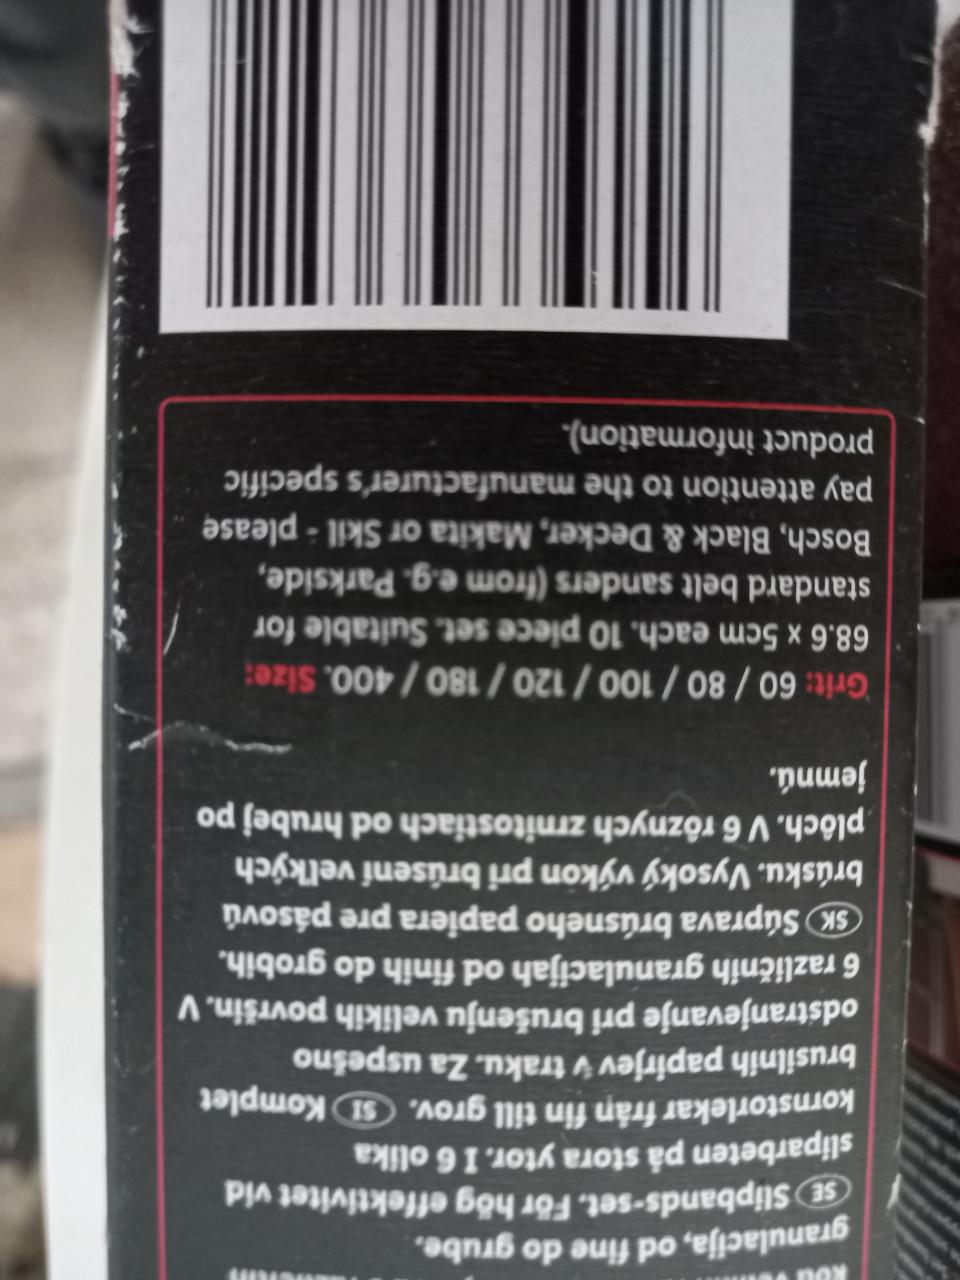 granulacija, od fine do grube.
SE Slipbands-set. För hög effektivitet vid
sliparbeten på stora ytor. I 6 olika
kornstorlekar från fin till grov. SI Komplet
brusilnih papirjev v traku. Za uspešno
odstranjevanje pri brušenju velikih površin. V
6 različnih granulacijah od finih do grobih.
SK Súprava brúsneho papiera pre pásovú
brúsku. Vysoký výkon pri brúsení veľkých
plôch. V 6 rôznych zrnitostiach od hrubej po
jemnú.
Grit: 60 / 80 / 100 / 120 / 180 / 400. Size:
68.6 x 5cm each. 10 piece set. Suitable for
standard belt sanders (from e.g. Parkside,
Bosch, Black & Decker, Makita or Skil - please
pay attention to the manufacturer's specific
product information).